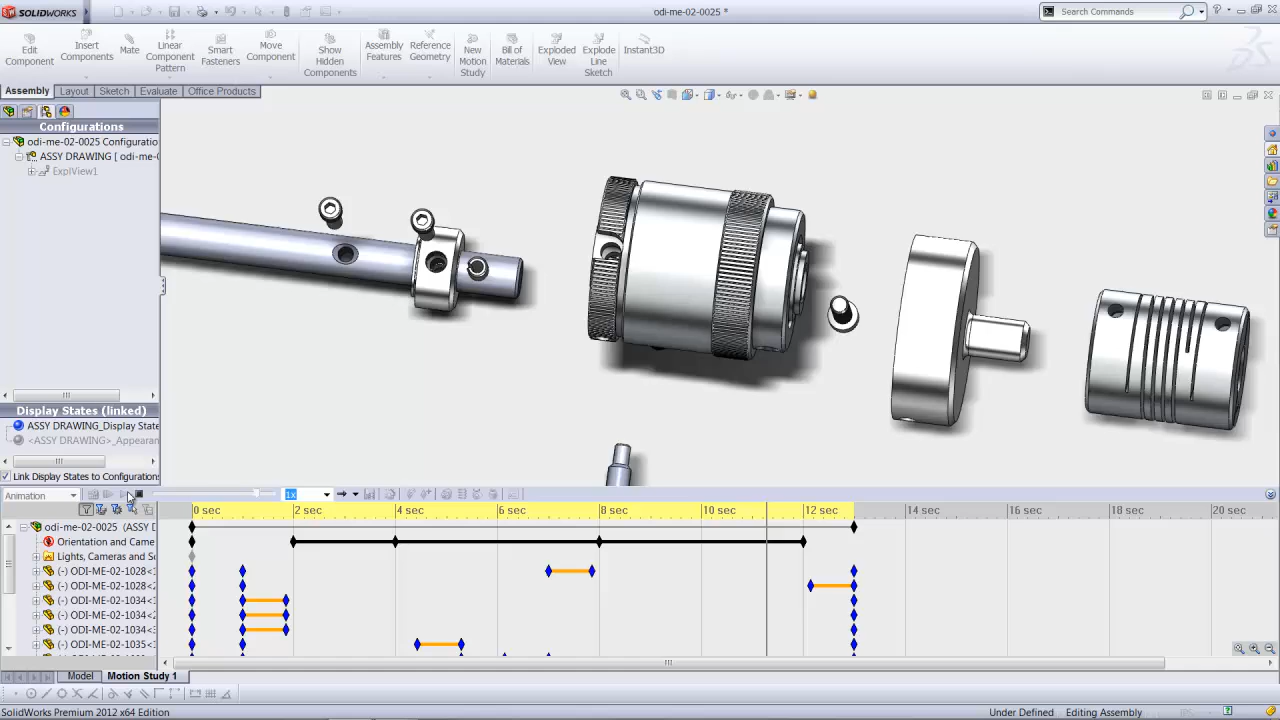 SOLIDWORKS
odi-me-02-0025 *
Search Commands
Edit Component
Insert Components
Mate
Linear Component Pattern
Smart Fasteners
Move Component
Show Hidden Components
Assembly Features
Reference Geometry
New Motion Study
Bill of Materials
Exploded View
Explode Line Sketch
Instant3D
Assembly Layout Sketch Evaluate Office Products
Configurations
odi-me-02-0025 Configuratio
ASSY DRAWING [ odi-me-0
ExplView1
Display States (linked)
ASSY DRAWING_Display State
<ASSY DRAWING>_Appearan
Link Display States to Configurations
Animation
1x
0 sec 2 sec 4 sec 6 sec 8 sec 10 sec 12 sec 14 sec 16 sec 18 sec 20 sec
odi-me-02-0025 (ASSY D
Orientation and Came
Lights, Cameras and Sc
(-) ODI-ME-02-1028<
(-) ODI-ME-02-1028<
(-) ODI-ME-02-1034<
(-) ODI-ME-02-1034<
(-) ODI-ME-02-1034<
(-) ODI-ME-02-1035<
Model Motion Study 1
SolidWorks Premium 2012 x64 Edition
Under Defined Editing Assembly